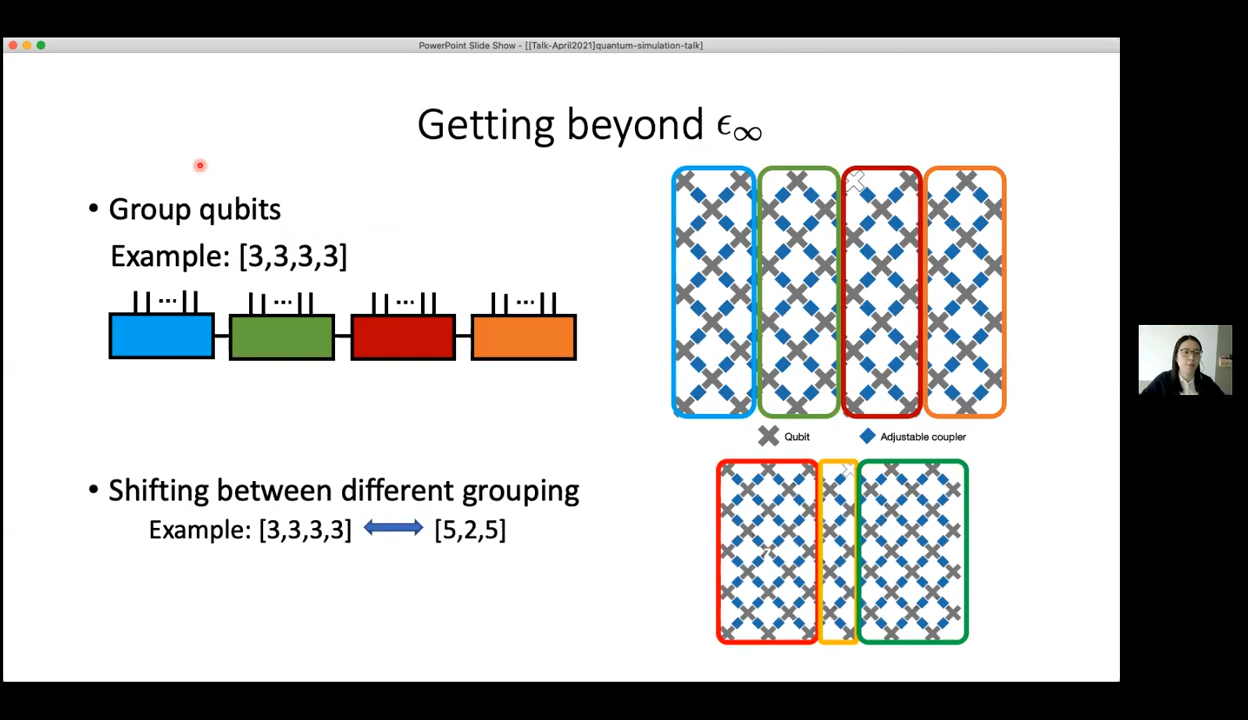 PowerPoint Slide Show - [[Talk-April2021]quantum-simulation-talk]
Getting beyond ϵ∞
• Group qubits
Example: [3,3,3,3]
...
...
...
...
Qubit
Adjustable coupler
• Shifting between different grouping
Example: [3,3,3,3] [5,2,5]